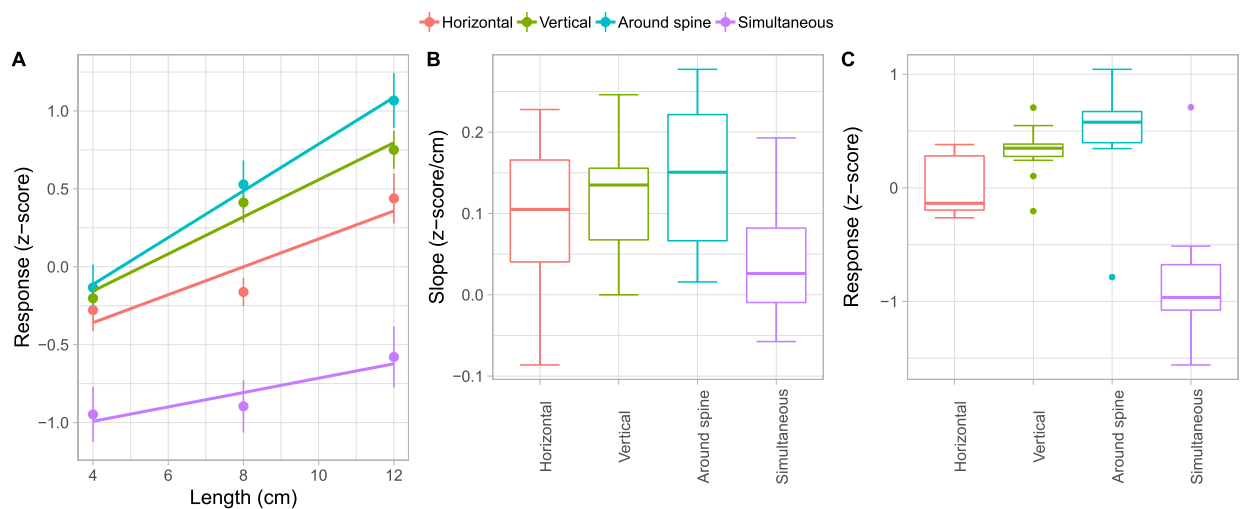 Horizontal Vertical Around spine Simultaneous
A
Response (z−score)
1.0
0.5
0.0
−0.5
−1.0
4 6 8 10 12
Length (cm)
B
Slope (z−score/cm)
0.2
0.1
0.0
−0.1
Horizontal
Vertical
Around spine
Simultaneous
C
Response (z−score)
1
0
−1
Horizontal
Vertical
Around spine
Simultaneous